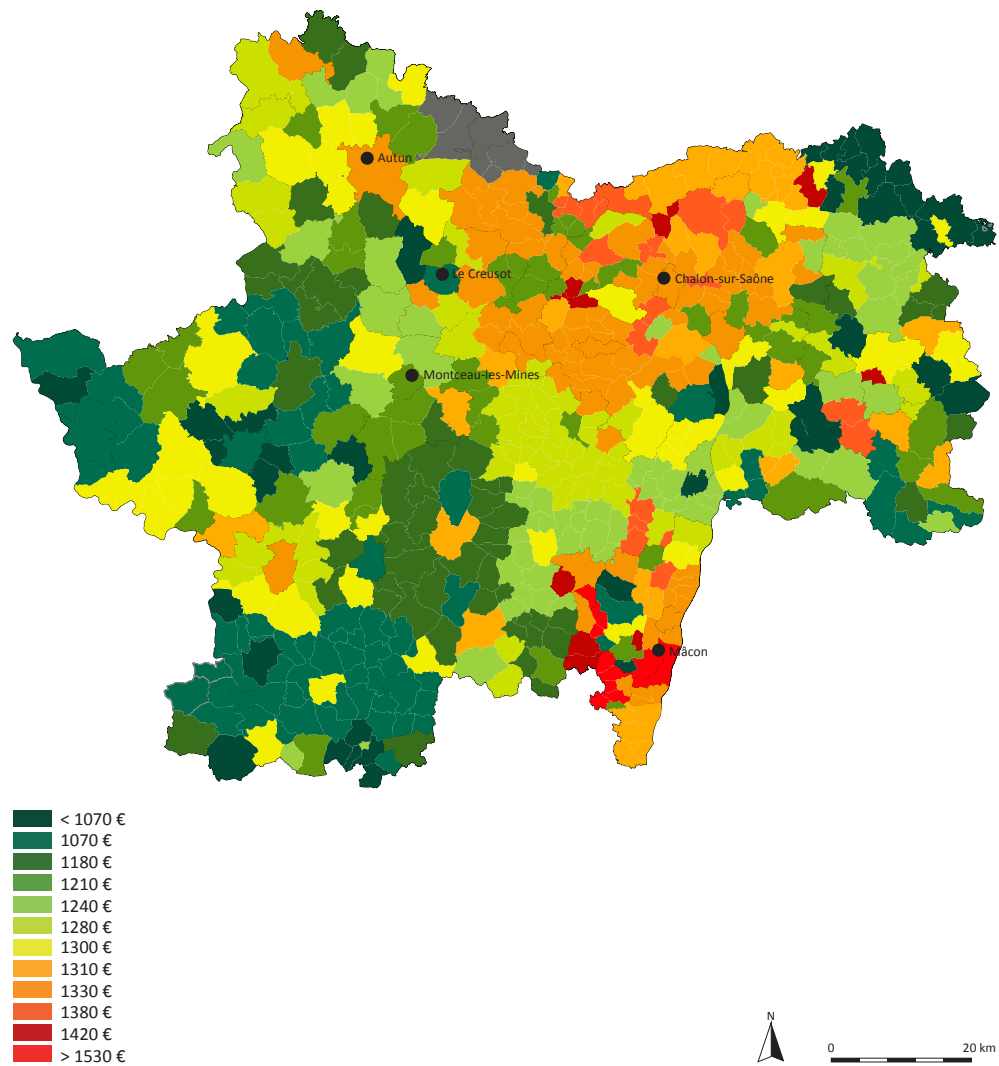 Autun
Le Creusot
Chalon-sur-Saône
Montceau-les-Mines
Mâcon
< 1070 €
1070 €
1180 €
1210 €
1240 €
1280 €
1300 €
1310 €
1330 €
1380 €
1420 €
> 1530 €
N
0 20 km